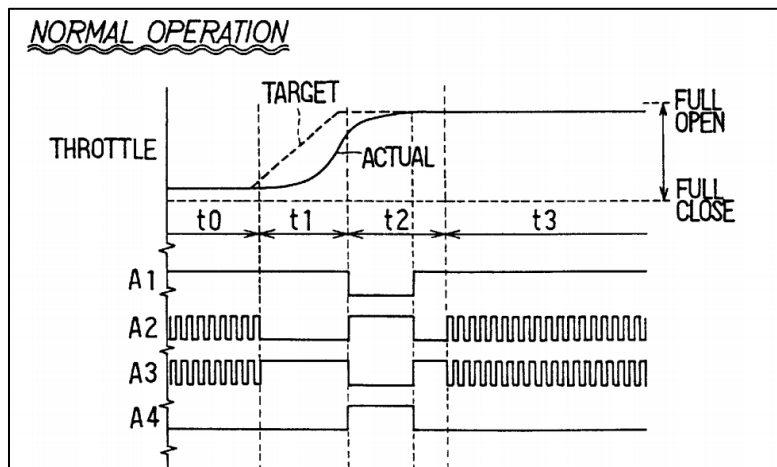 NORMAL OPERATION
TARGET
FULL OPEN
THROTTLE
ACTUAL
FULL CLOSE
t0 t1 t2 t3
A1
A2
A3
A4